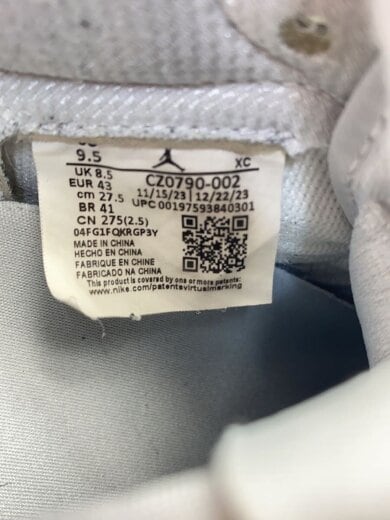 9.5 XC
UK 8.5 CZ0790-002
EUR 43 11/15/23 12/22/23
cm 27.5 UPC 00197593840301
BR 41
CN 275(2.5)
04FG1FQKRGP3Y
MADE IN CHINA
HECHO EN CHINA
FABRIQUE EN CHINE
FABRICADO NA CHINA
This product is covered by one or more patents:
www.nike.com/patentsvirtualmarking